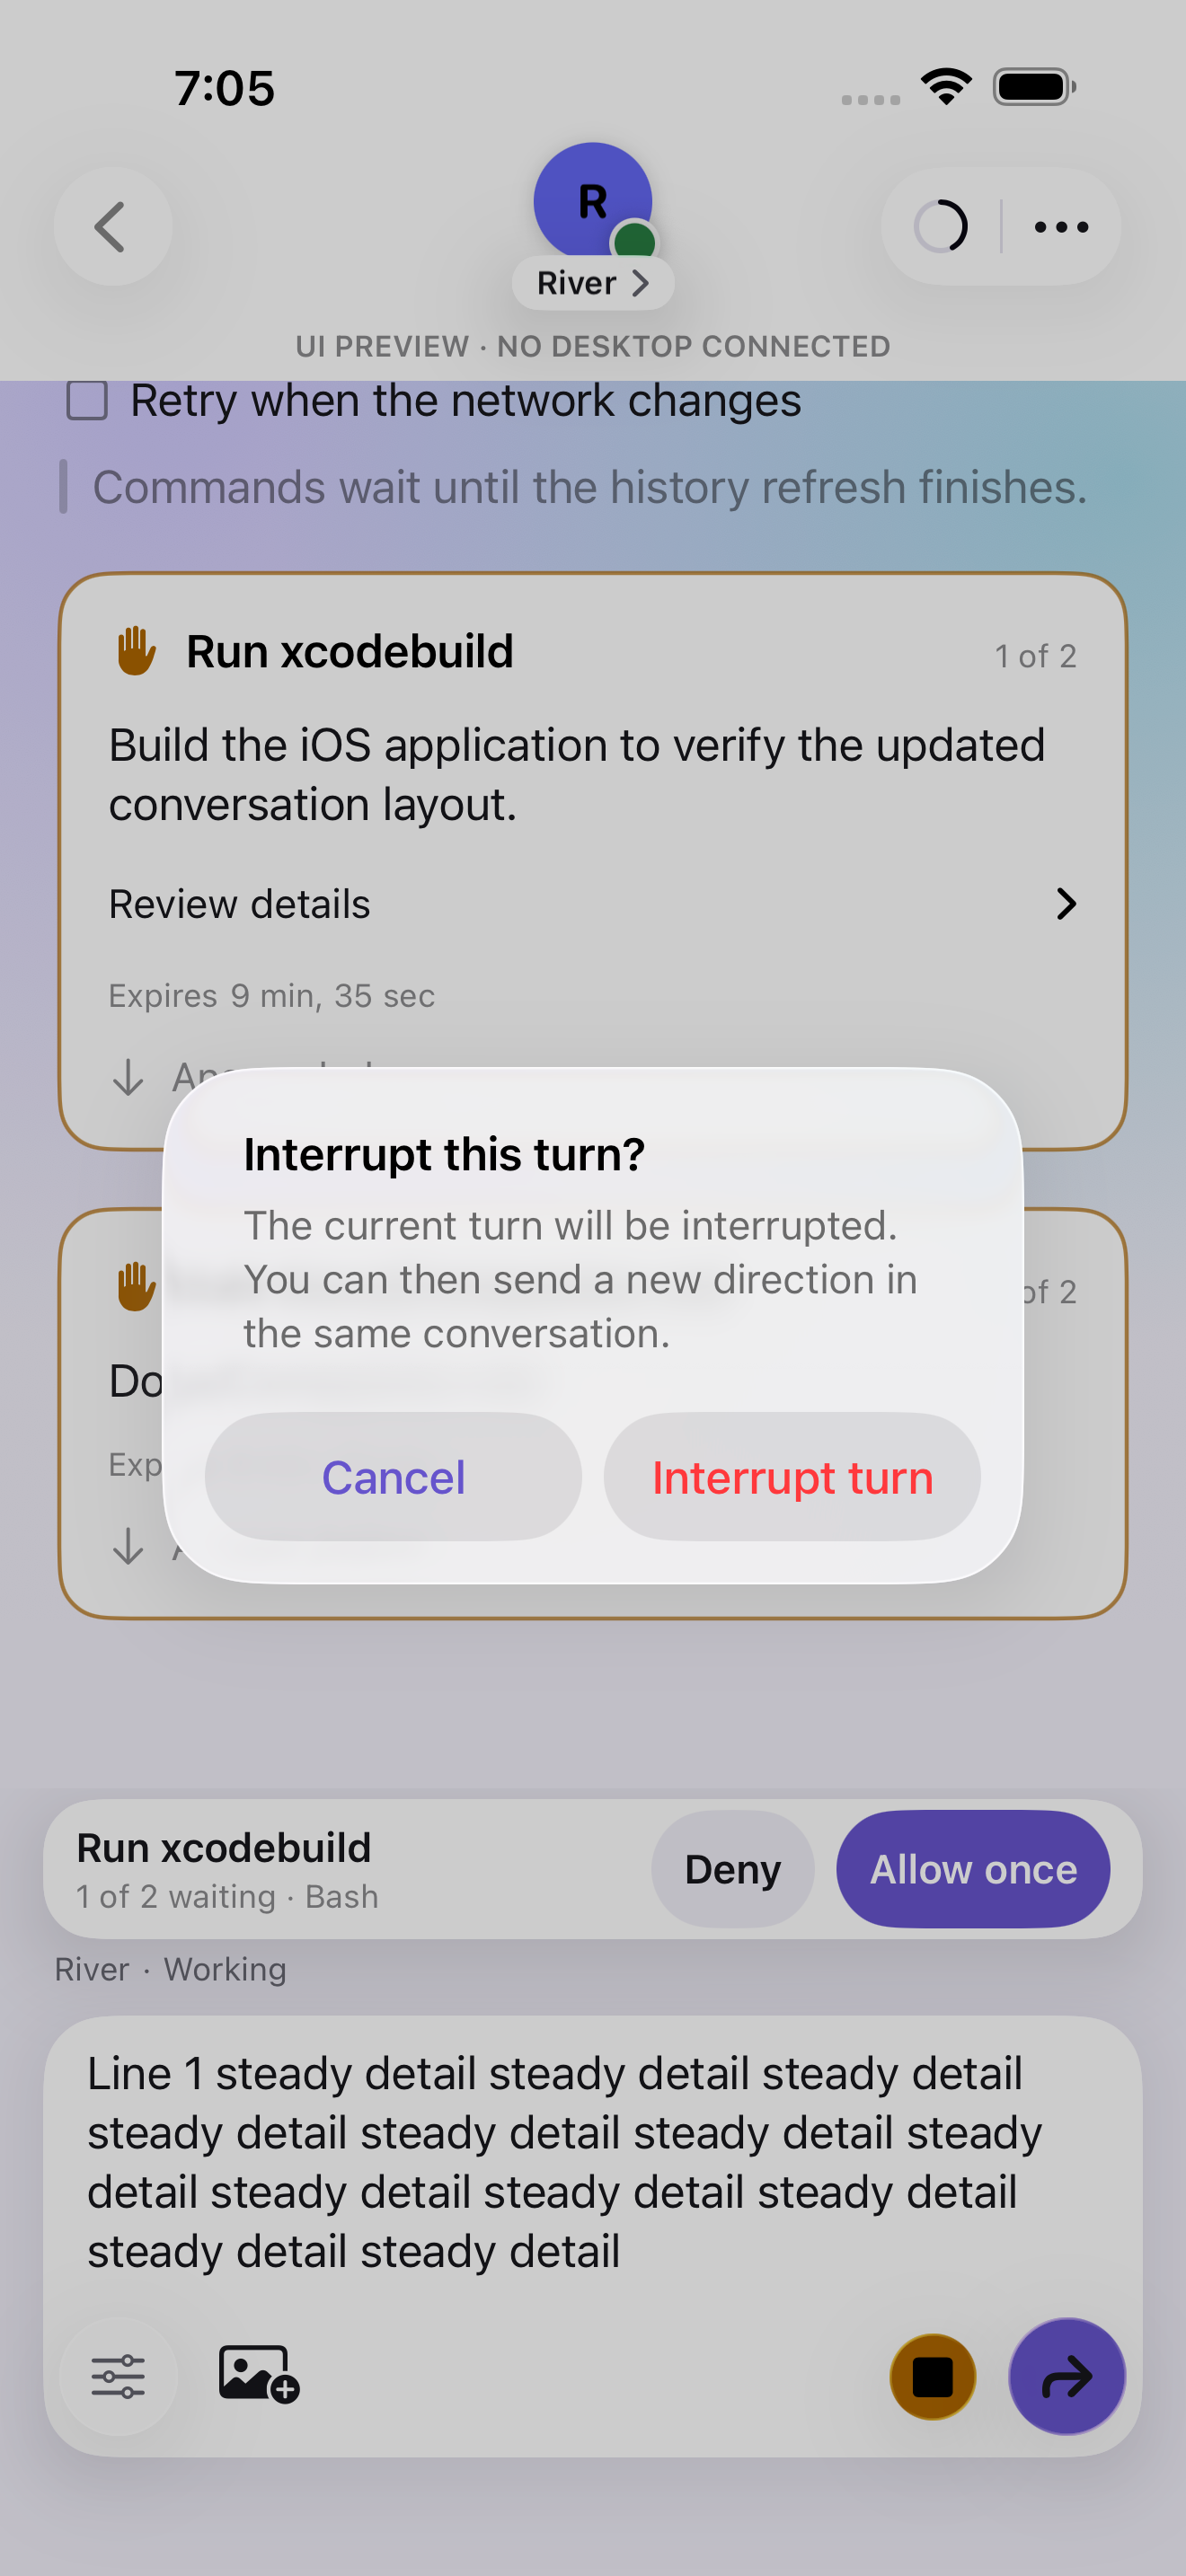 7:05
R
River
UI PREVIEW · NO DESKTOP CONNECTED
Retry when the network changes
Commands wait until the history refresh finishes.
Run xcodebuild
1 of 2
Build the iOS application to verify the updated
conversation layout.
Review details
Expires 9 min, 35 sec
Interrupt this turn?
The current turn will be interrupted.
You can then send a new direction in
the same conversation.
of 2
Cancel
Interrupt turn
Run xcodebuild
1 of 2 waiting · Bash
Deny
Allow once
River · Working
Line 1 steady detail steady detail steady detail
steady detail steady detail steady detail steady
detail steady detail steady detail steady detail
steady detail steady detail